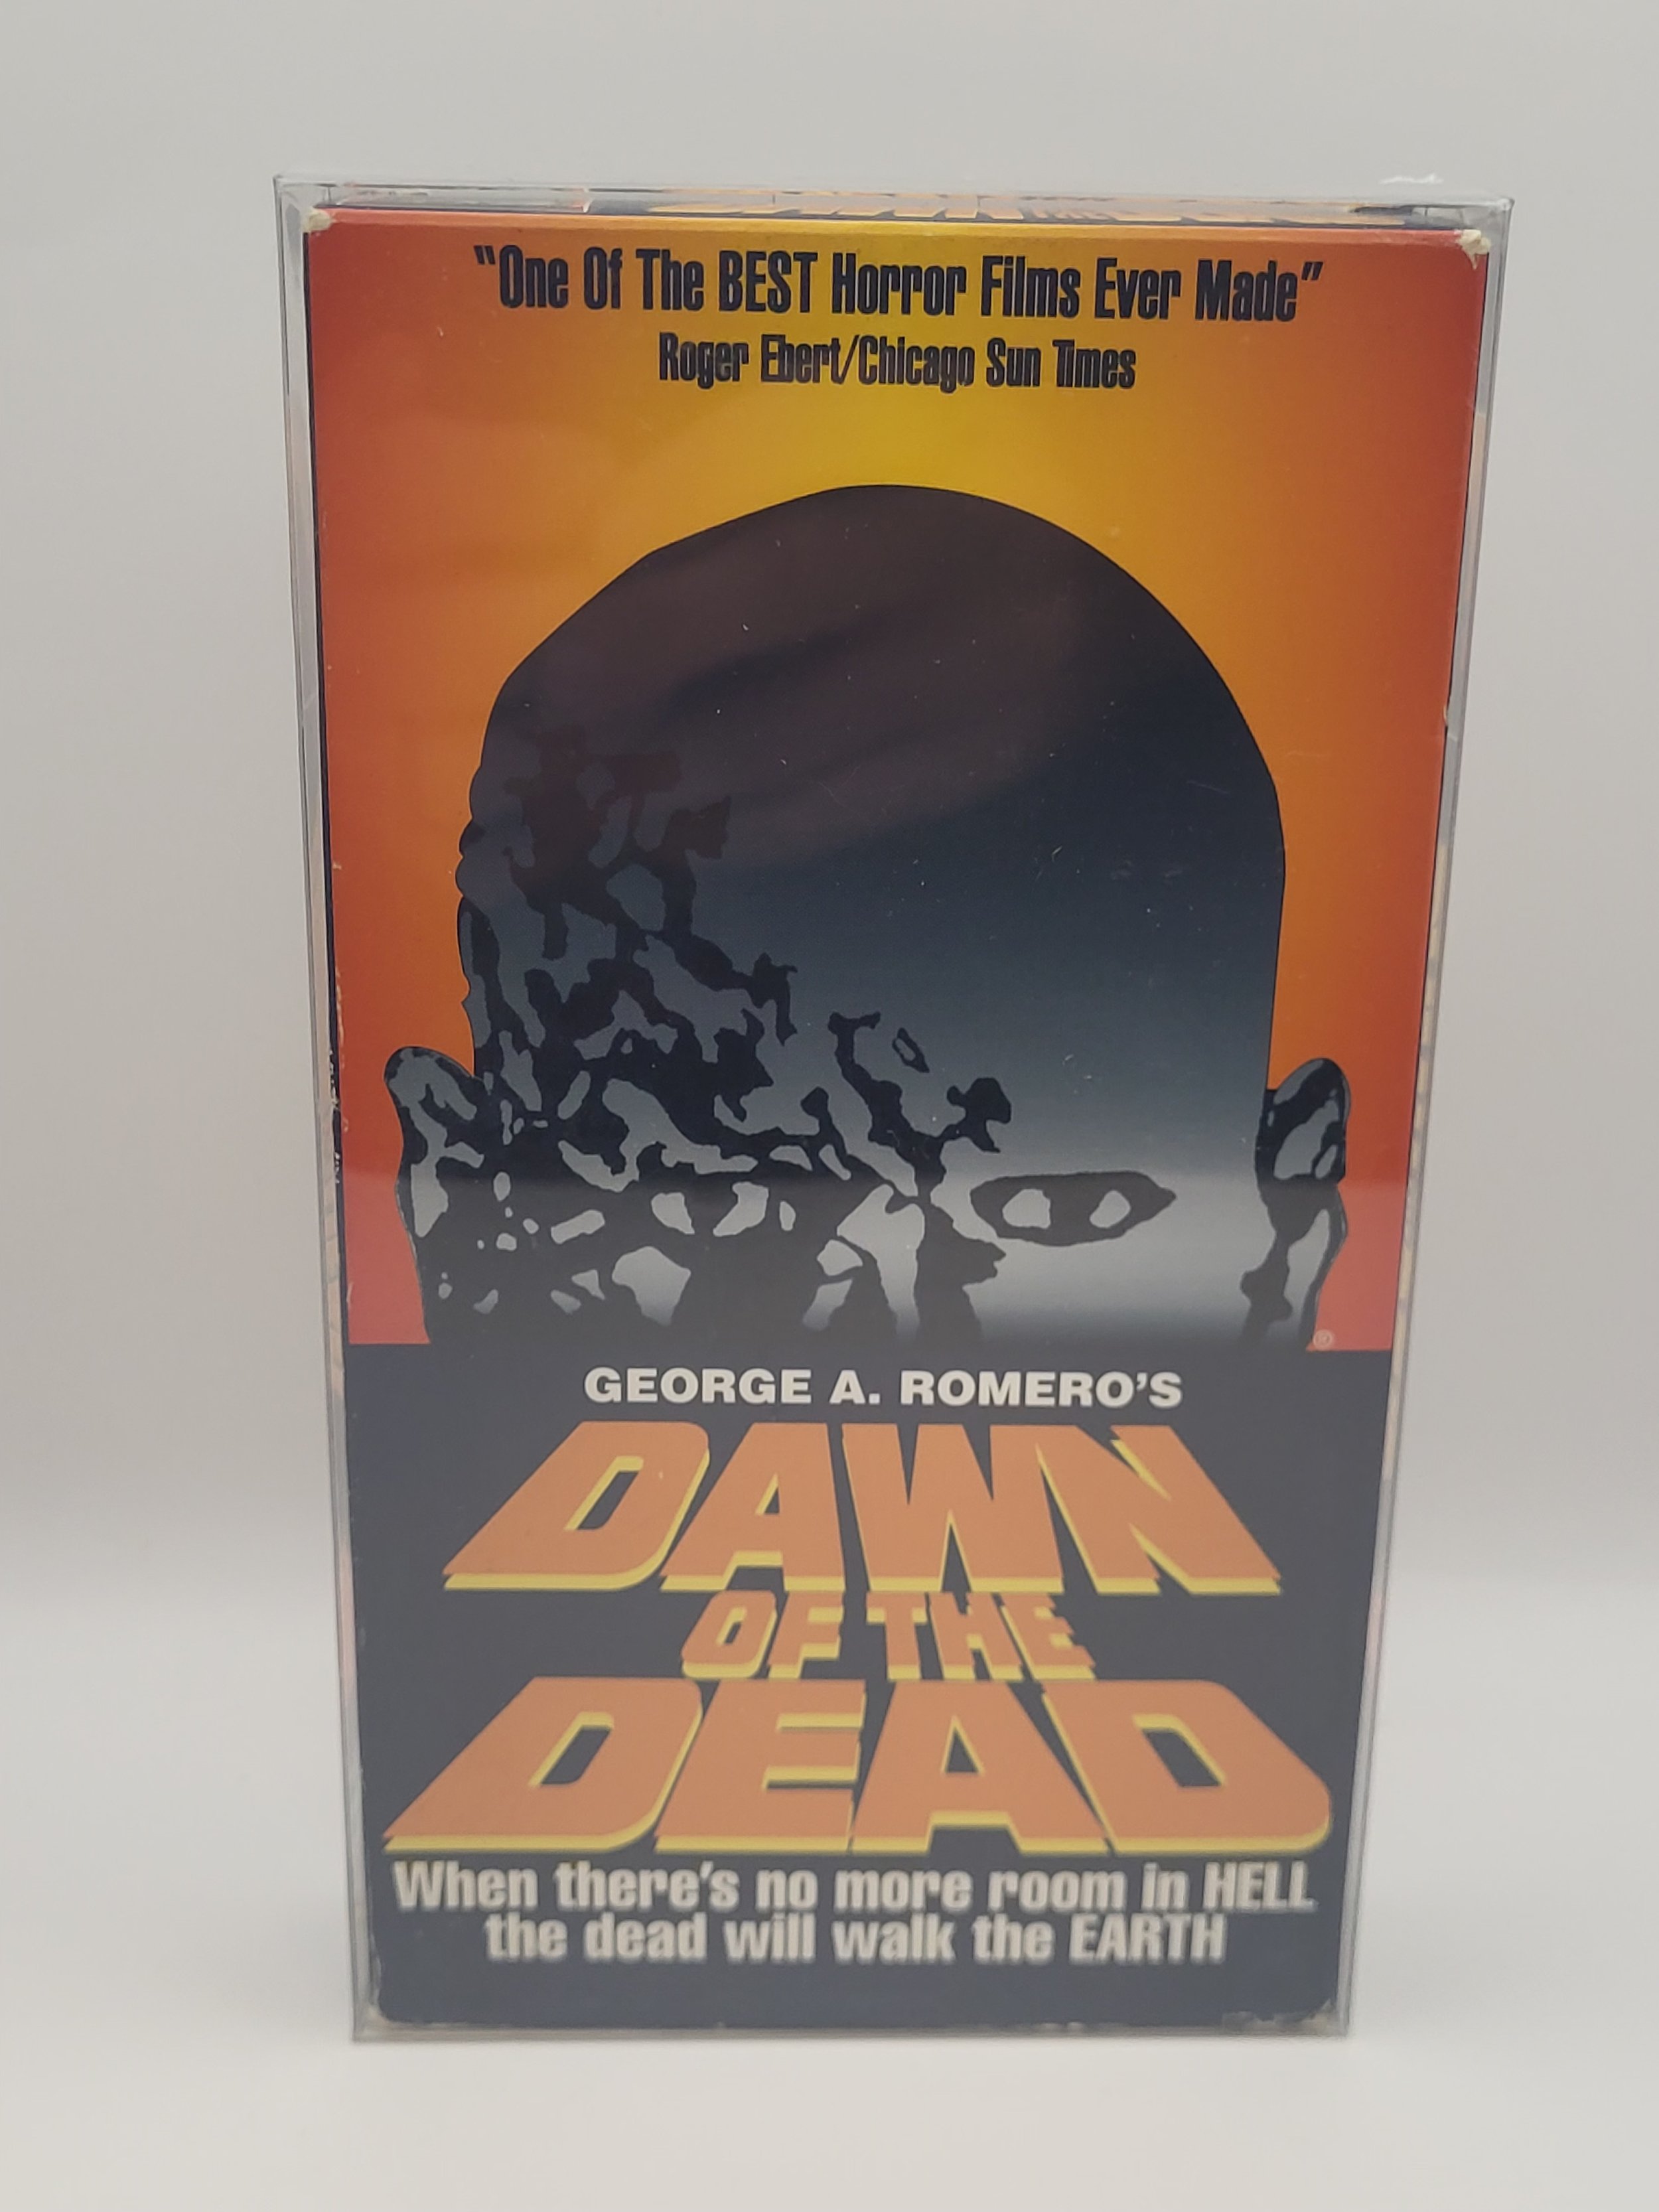 "One Of The BEST Horror Films Ever Made"
Roger Ebert/Chicago Sun Times
®
GEORGE A. ROMERO'S
DAWN
OF THE
DEAD
When there's no more room in HELL
the dead will walk the EARTH